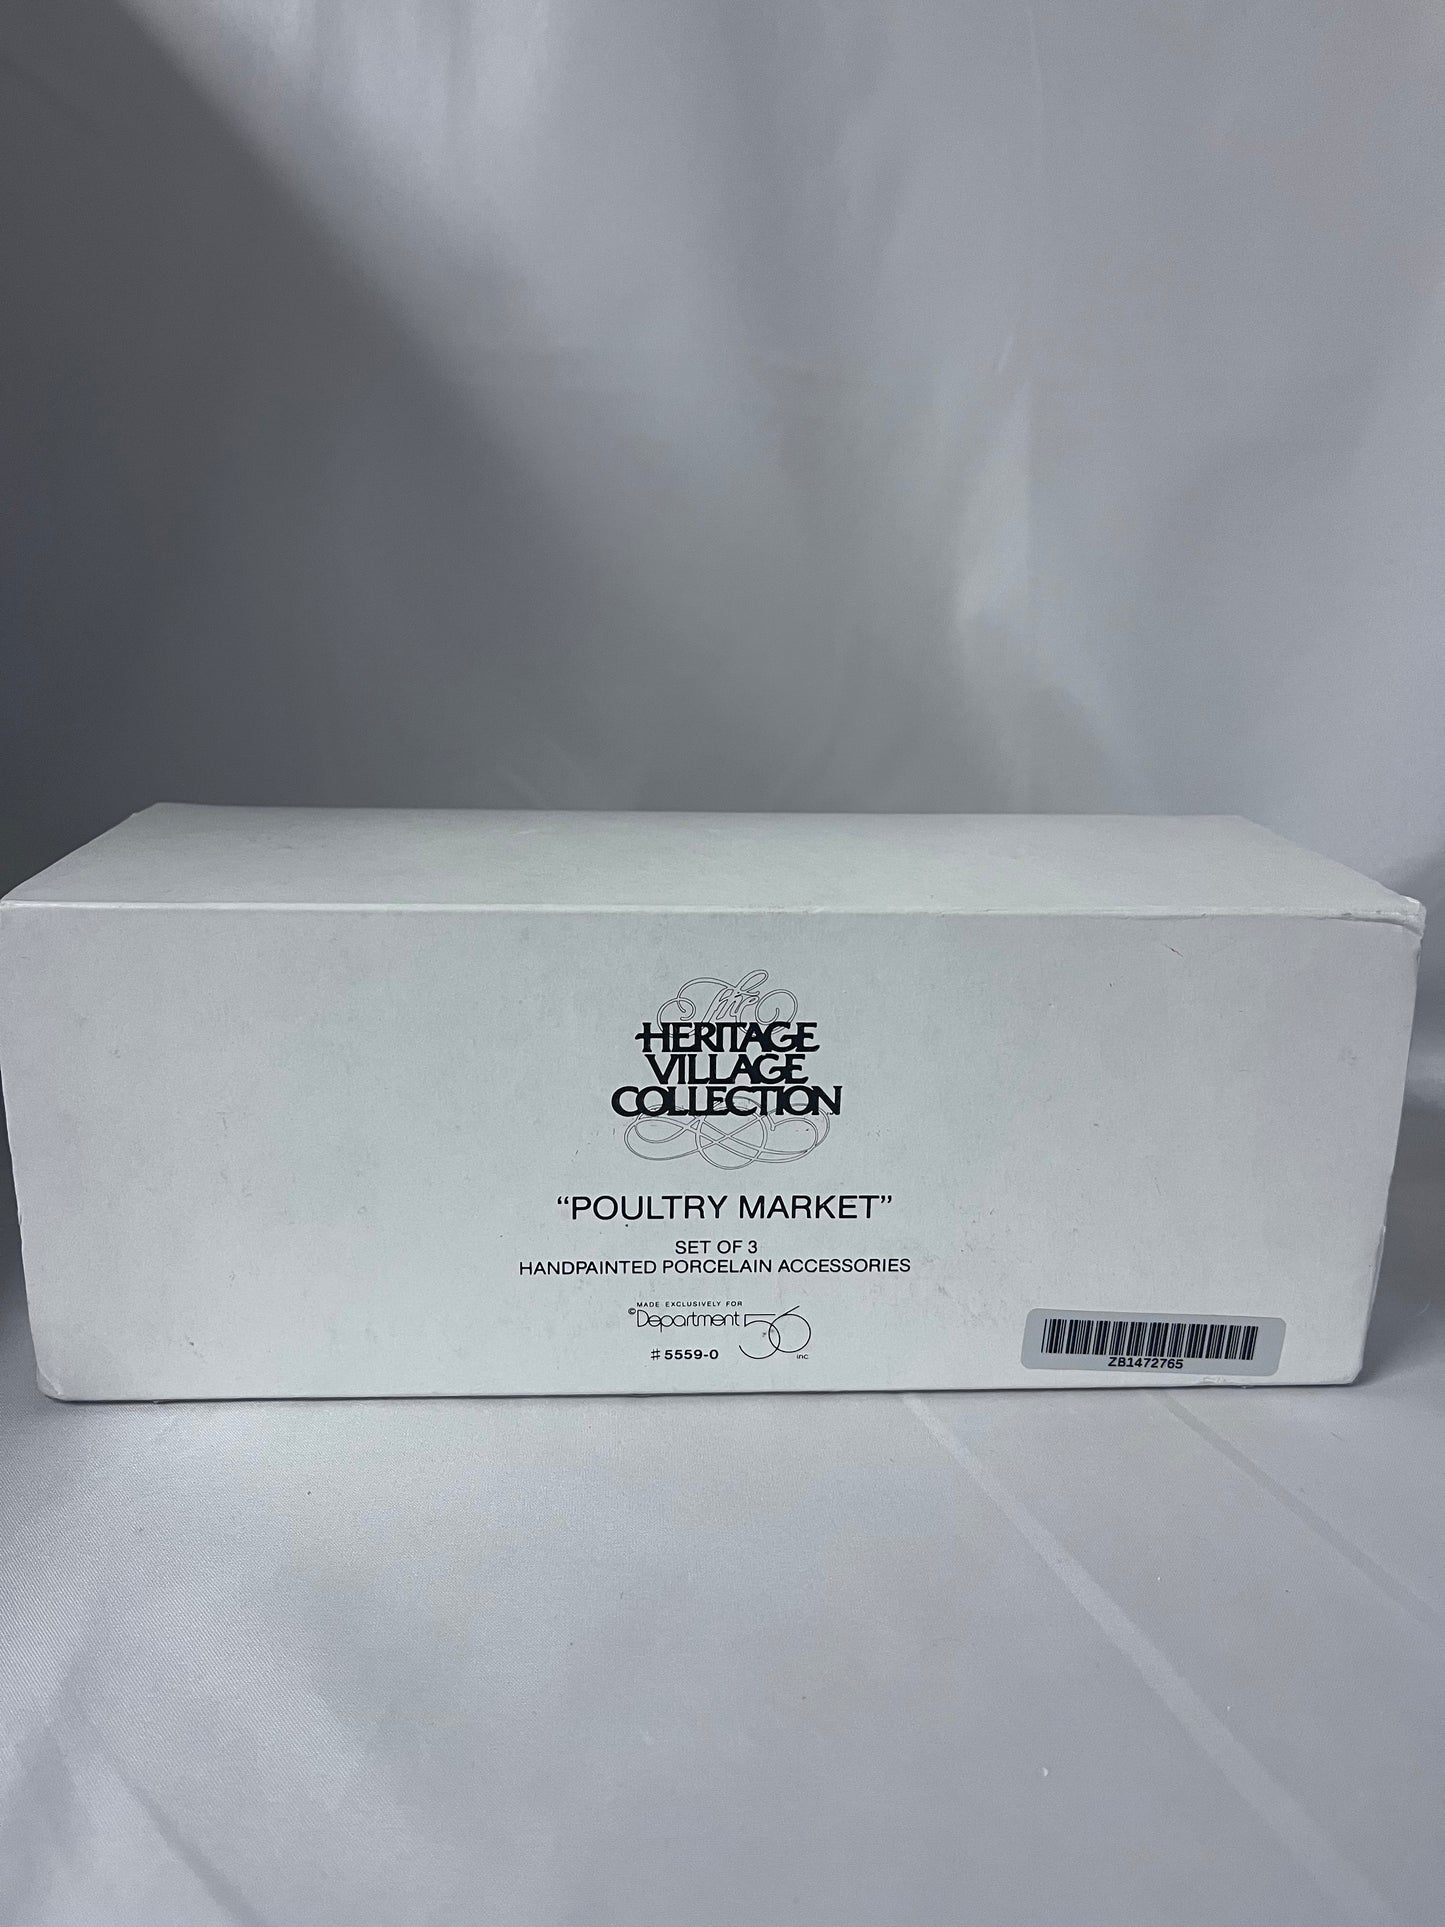 The
HERITAGE
VILLAGE
COLLECTION
“POULTRY MARKET”
SET OF 3
HANDPAINTED PORCELAIN ACCESSORIES
MADE EXCLUSIVELY FOR
©Department 56 inc.
#5559-0
ZB1472765